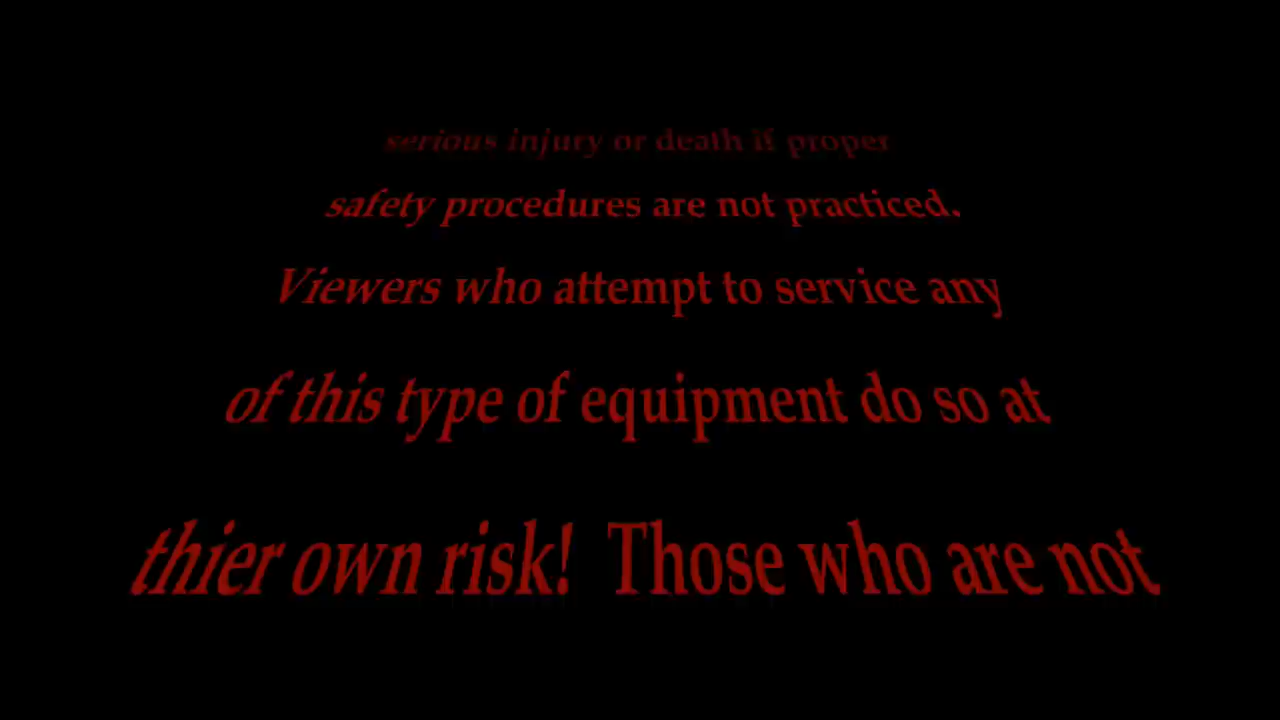 serious injury or death if proper
safety procedures are not practiced.
Viewers who attempt to service any
of this type of equipment do so at
thier own risk!  Those who are not